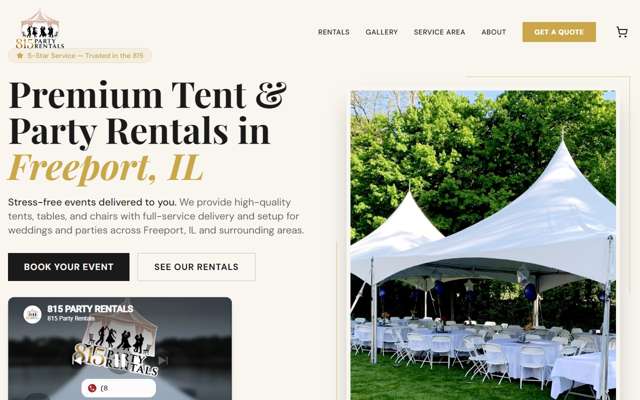 815 PARTY
RENTALS
RENTALS
GALLERY
SERVICE AREA
ABOUT
GET A QUOTE
5-Star Service — Trusted in the 815
Premium Tent &
Party Rentals in
Freeport, IL
Stress-free events delivered to you. We provide high-quality
tents, tables, and chairs with full-service delivery and setup for
weddings and parties across Freeport, IL and surrounding areas.
BOOK YOUR EVENT
SEE OUR RENTALS
815 PARTY RENTALS
815 Party Rentals
815 PARTY
RENTALS
(8